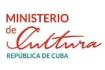 MINISTERIO
de Cultura
REPÚBLICA DE CUBA